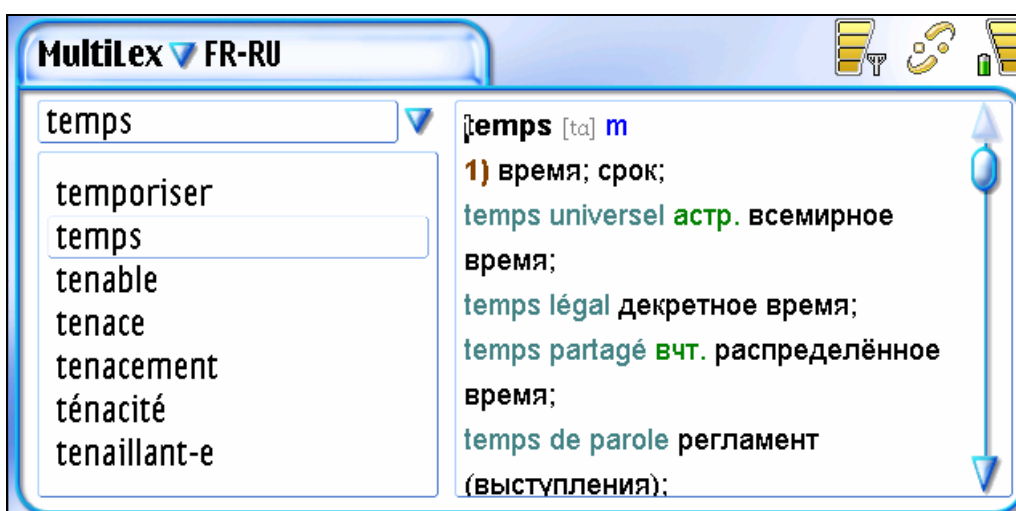 MultiLex FR-RU
temps
temporiser
temps
tenable
tenace
tenacement
ténacité
tenaillant-e
temps [tɑ] m
1) время; срок;
temps universel астр. всемирное
время;
temps légal декретное время;
temps partagé вчт. распределённое
время;
temps de parole регламент
(выступления);